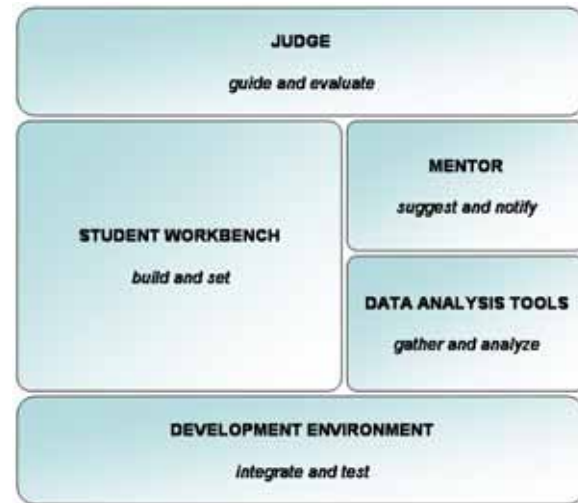 JUDGE
guide and evaluate
STUDENT WORKBENCH
build and set
MENTOR
suggest and notify
DATA ANALYSIS TOOLS
gather and analyze
DEVELOPMENT ENVIRONMENT
integrate and test